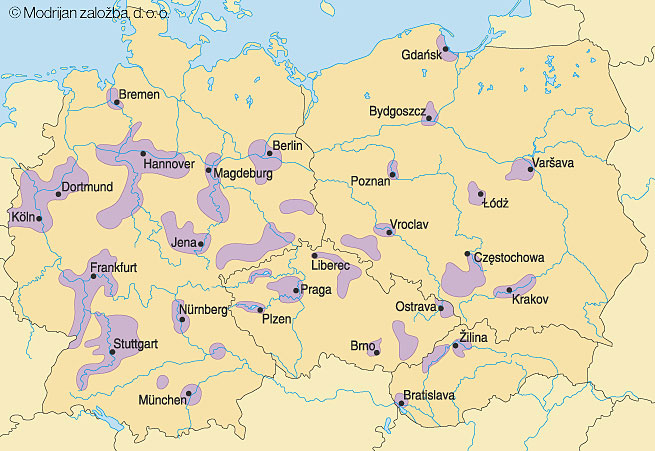 © Modrijan založba, d. o. o.
Gdańsk
Bremen
Bydgoszcz
Berlin
Hannover
Varšava
Magdeburg
Poznan
Dortmund
Łódź
Köln
Vroclav
Jena
Częstochowa
Liberec
Frankfurt
Praga
Krakov
Nürnberg
Plzen
Ostrava
Stuttgart
Brno
Žilina
München
Bratislava